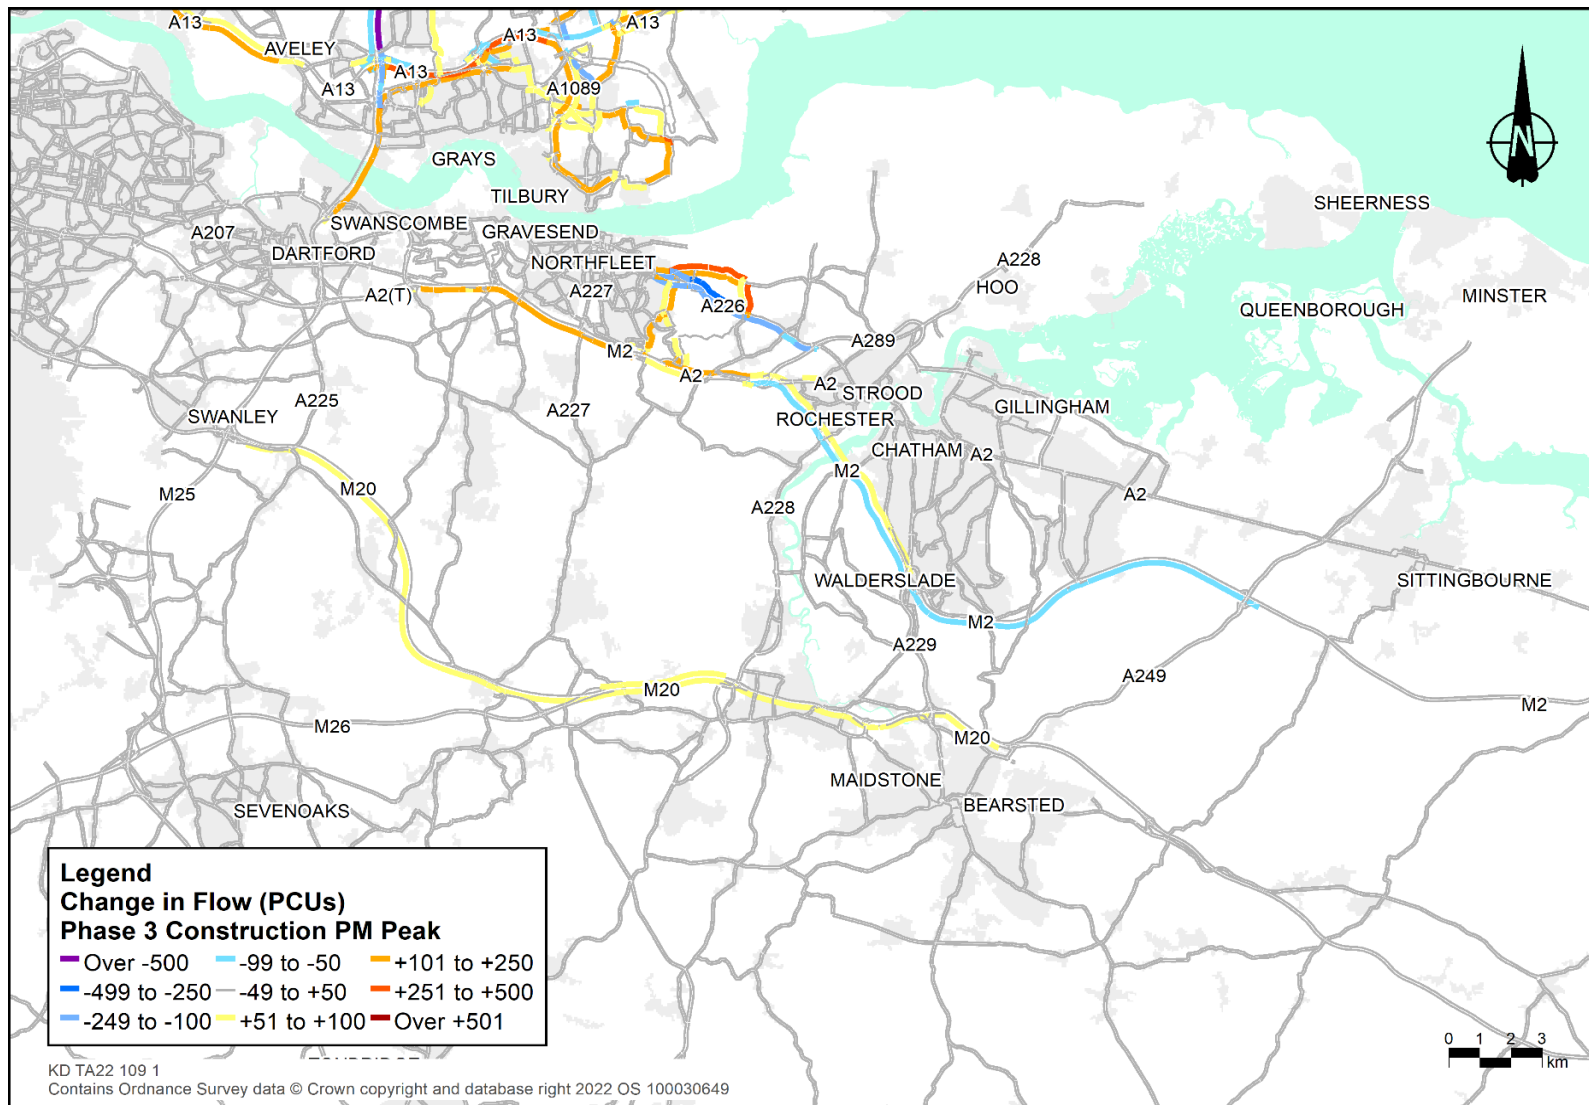 A13
A13
A13
AVELEY
A13
A13
A1089
GRAYS
TILBURY
SHEERNESS
SWANSCOMBE
A207
GRAVESEND
DARTFORD
NORTHFLEET
A228
HOO
A2(T)
A227
A226
QUEENBOROUGH
MINSTER
M2
A289
A2
A2
STROOD
A225
SWANLEY
A227
ROCHESTER
GILLINGHAM
CHATHAM
A2
M2
M25
M20
A228
A2
WALDERSLADE
SITTINGBOURNE
M2
A229
A249
M20
M2
M26
M20
MAIDSTONE
BEARSTED
SEVENOAKS
N
Legend
Change in Flow (PCUs)
Phase 3 Construction PM Peak
Over -500 -99 to -50 +101 to +250
-499 to -250 -49 to +50 +251 to +500
-249 to -100 +51 to +100 Over +501
0 1 2 3
km
KD TA22 109 1
Contains Ordnance Survey data © Crown copyright and database right 2022 OS 100030649